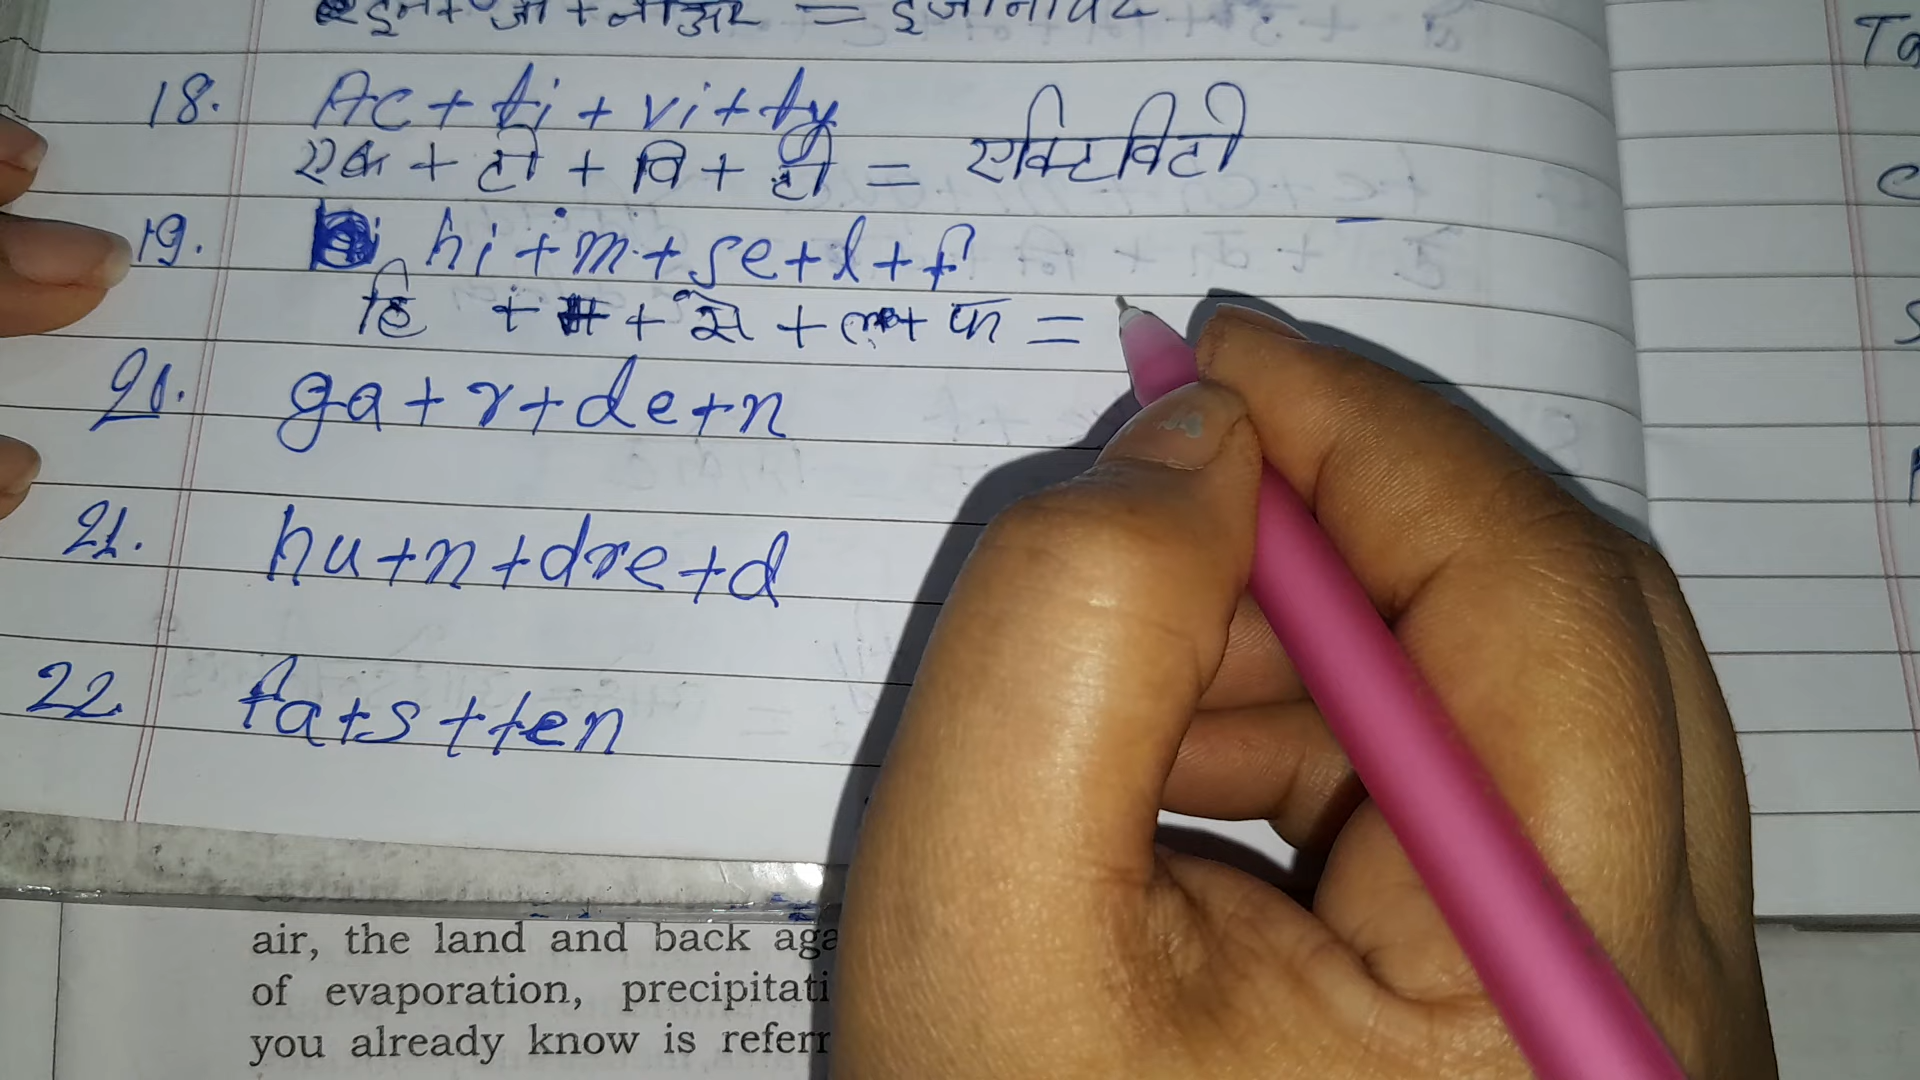 18. Ac + ti + vi + ty
एक + टी + वि + टी = एक्टिविटी
19. hi + m + se + l + f
हि + म + से + ल + फ =
20. ga + r + de + n
21. hu + n + dre + d
22. fa + s + ten
air, the land and back aga
of evaporation, precipitati
you already know is referr